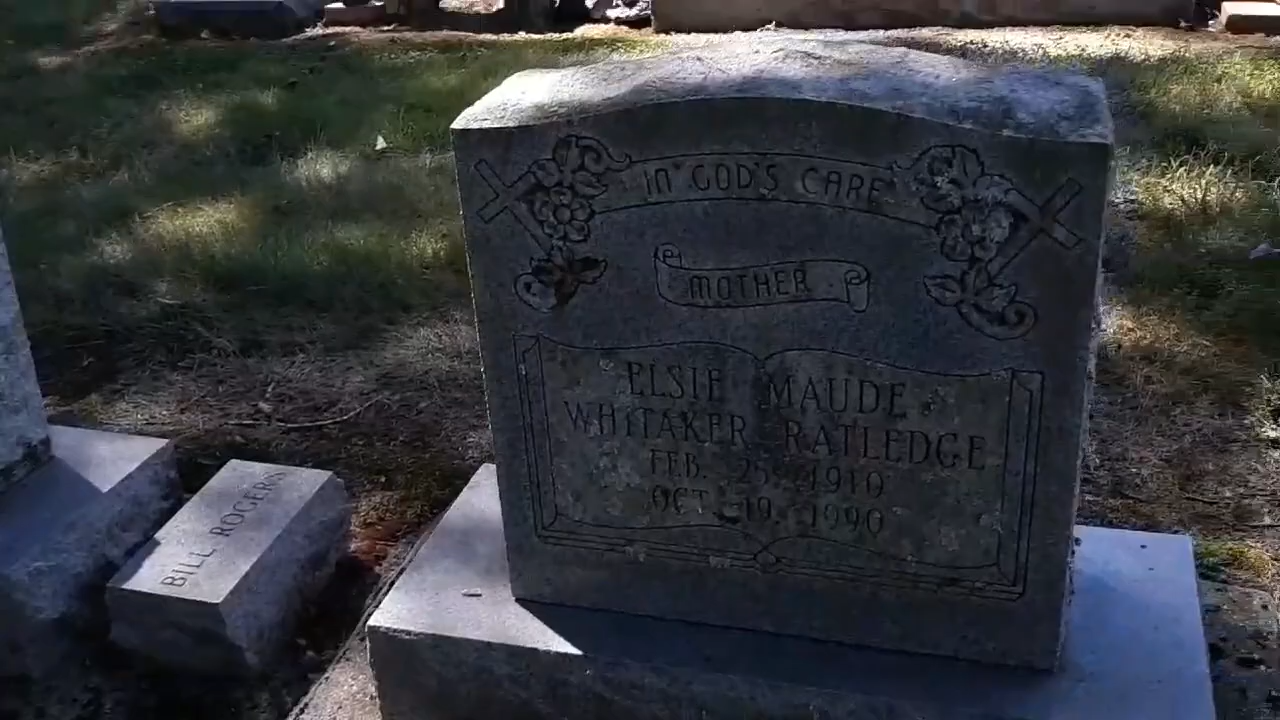 IN GOD'S CARE
MOTHER
ELSIE MAUDE
WHITAKER RATLEDGE
FEB. 25, 1910
OCT. 19, 1990
BILL ROGERS